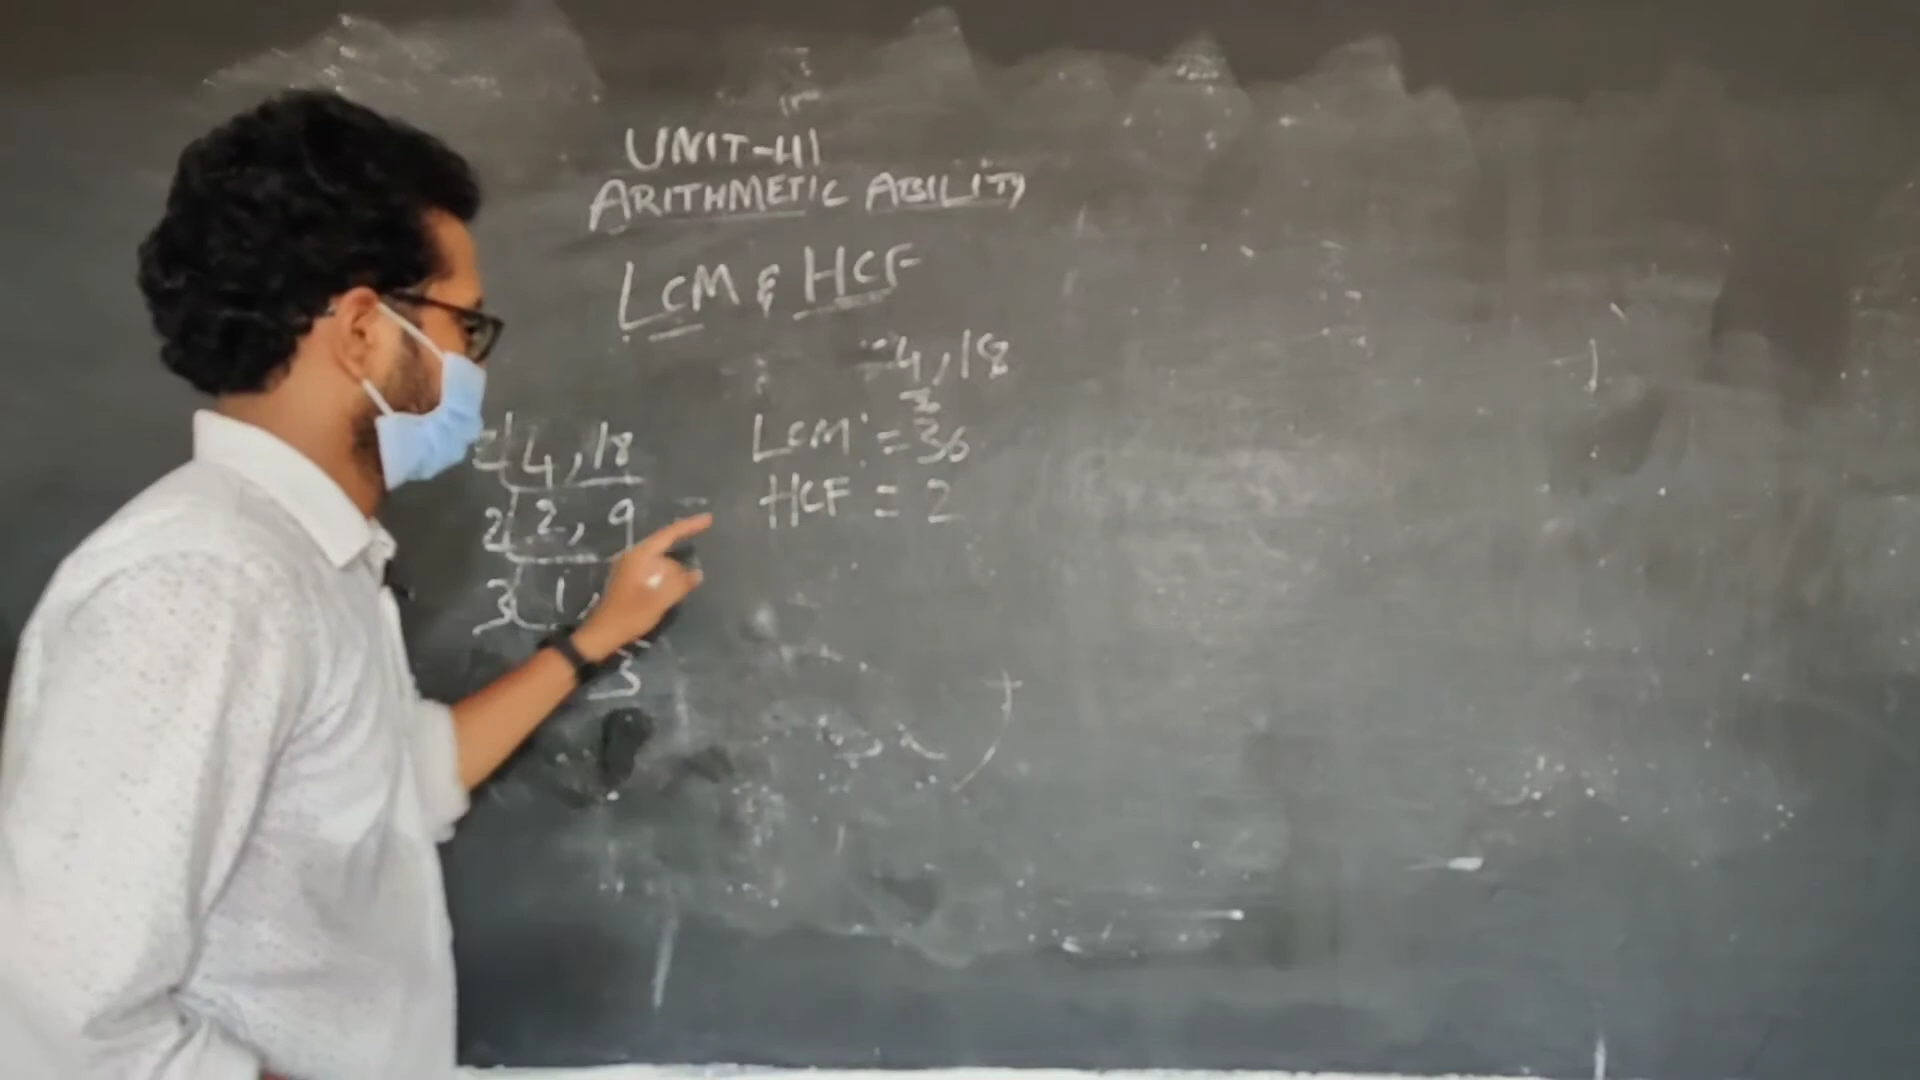 UNIT-III
ARITHMETIC ABILITY
LCM & HCF
4, 18
LCM = 36
HCF = 2
2 4, 18
2 2, 9
3 1,
3